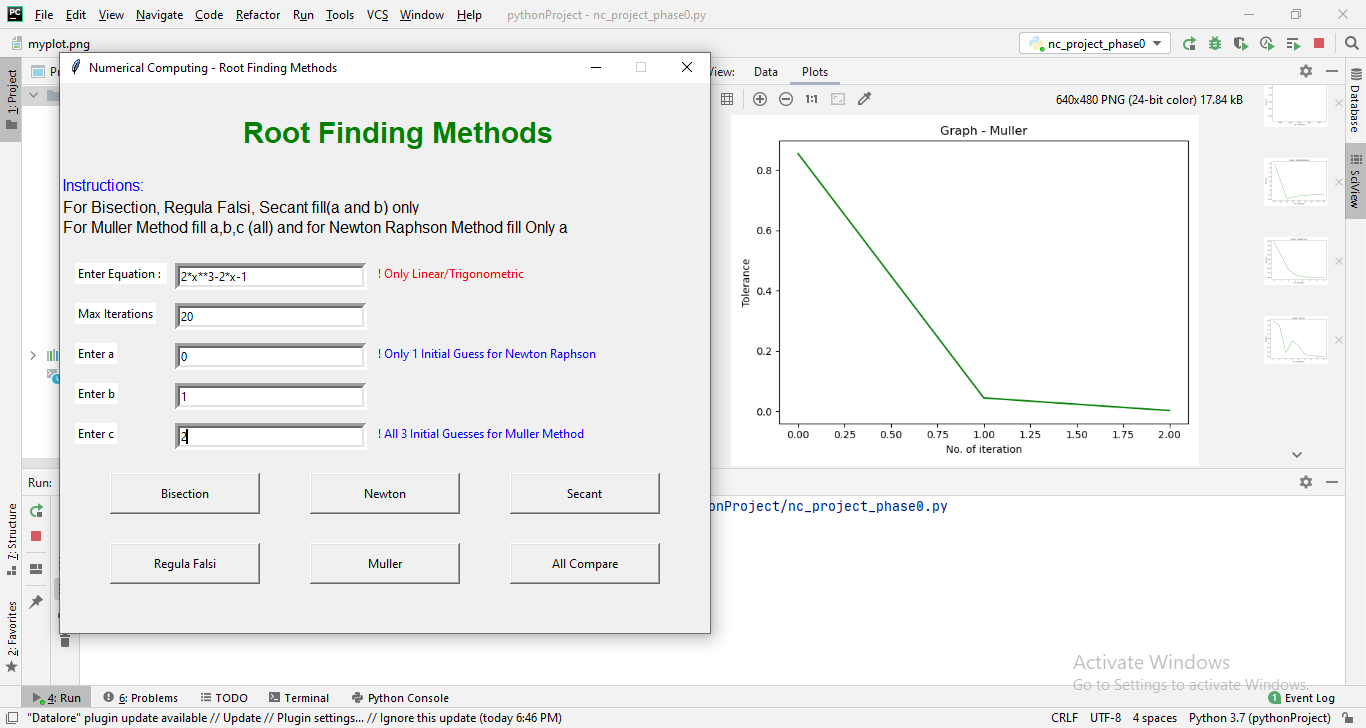 File Edit View Navigate Code Refactor Run Tools VCS Window Help pythonProject - nc_project_phase0.py
myplot.png
nc_project_phase0
1: Project
Numerical Computing - Root Finding Methods
Root Finding Methods
Instructions:
For Bisection, Regula Falsi, Secant fill(a and b) only
For Muller Method fill a,b,c (all) and for Newton Raphson Method fill Only a
Enter Equation :
2*x**3-2*x-1
! Only Linear/Trigonometric
Max Iterations
20
Enter a
0
! Only 1 Initial Guess for Newton Raphson
Enter b
1
Enter c
2
! All 3 Initial Guesses for Muller Method
Bisection
Newton
Secant
Regula Falsi
Muller
All Compare
Data
Plots
1:1
640x480 PNG (24-bit color) 17.84 kB
Graph - Muller
Tolerance
0.8
0.6
0.4
0.2
0.0
0.00 0.25 0.50 0.75 1.00 1.25 1.50 1.75 2.00
No. of iteration
Database
SciView
Run:
onProject/nc_project_phase0.py
7: Structure
2: Favorites
Activate Windows
Go to Settings to activate Windows.
4: Run
6: Problems
TODO
Terminal
Python Console
1 Event Log
"Datalore" plugin update available // Update // Plugin settings... // Ignore this update (today 6:46 PM)
CRLF UTF-8 4 spaces Python 3.7 (pythonProject)